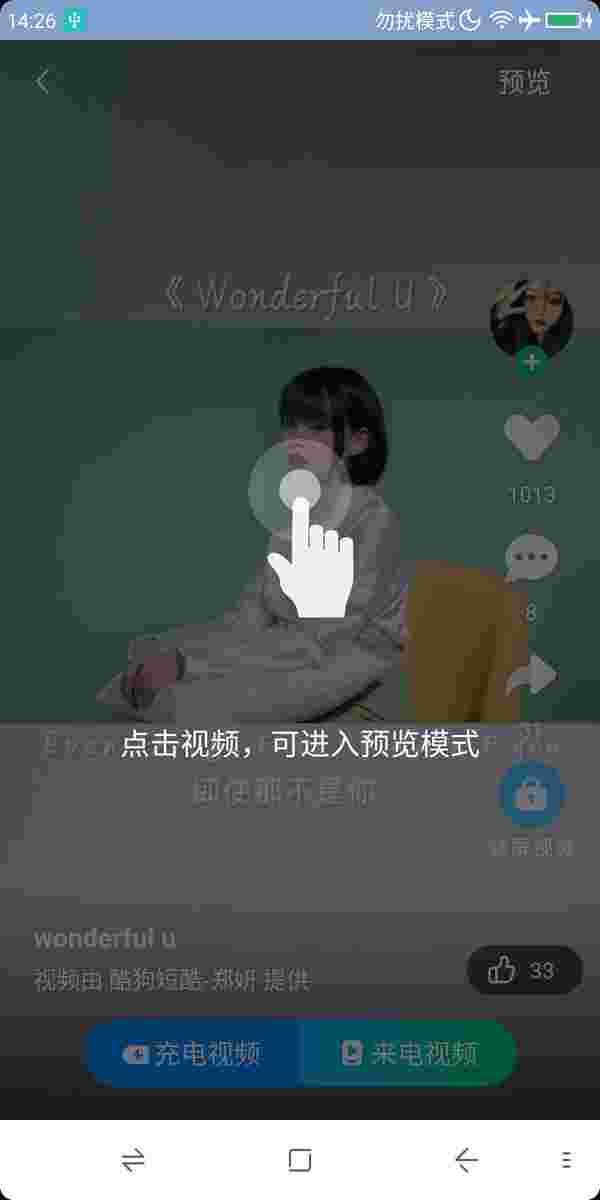 14:26
勿扰模式
预览
《 Wonderful U 》
1013
8
点击视频，可进入预览模式
即使那不是你
锁屏视频
wonderful u
视频由 酷狗短酷-郑妍 提供
33
充电视频
来电视频